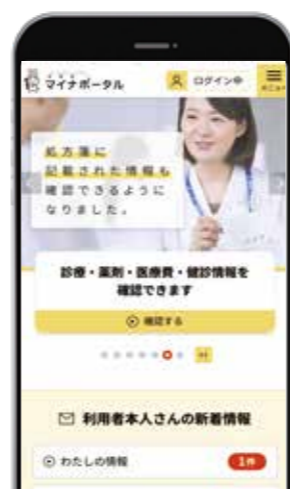 マイナポータル
ログイン中
メニュー
処方箋に
記載された情報も
確認できるように
なりました。
診療・薬剤・医療費・健診情報を
確認できます
確認する
利用者本人さんの新着情報
わたしの情報
1件